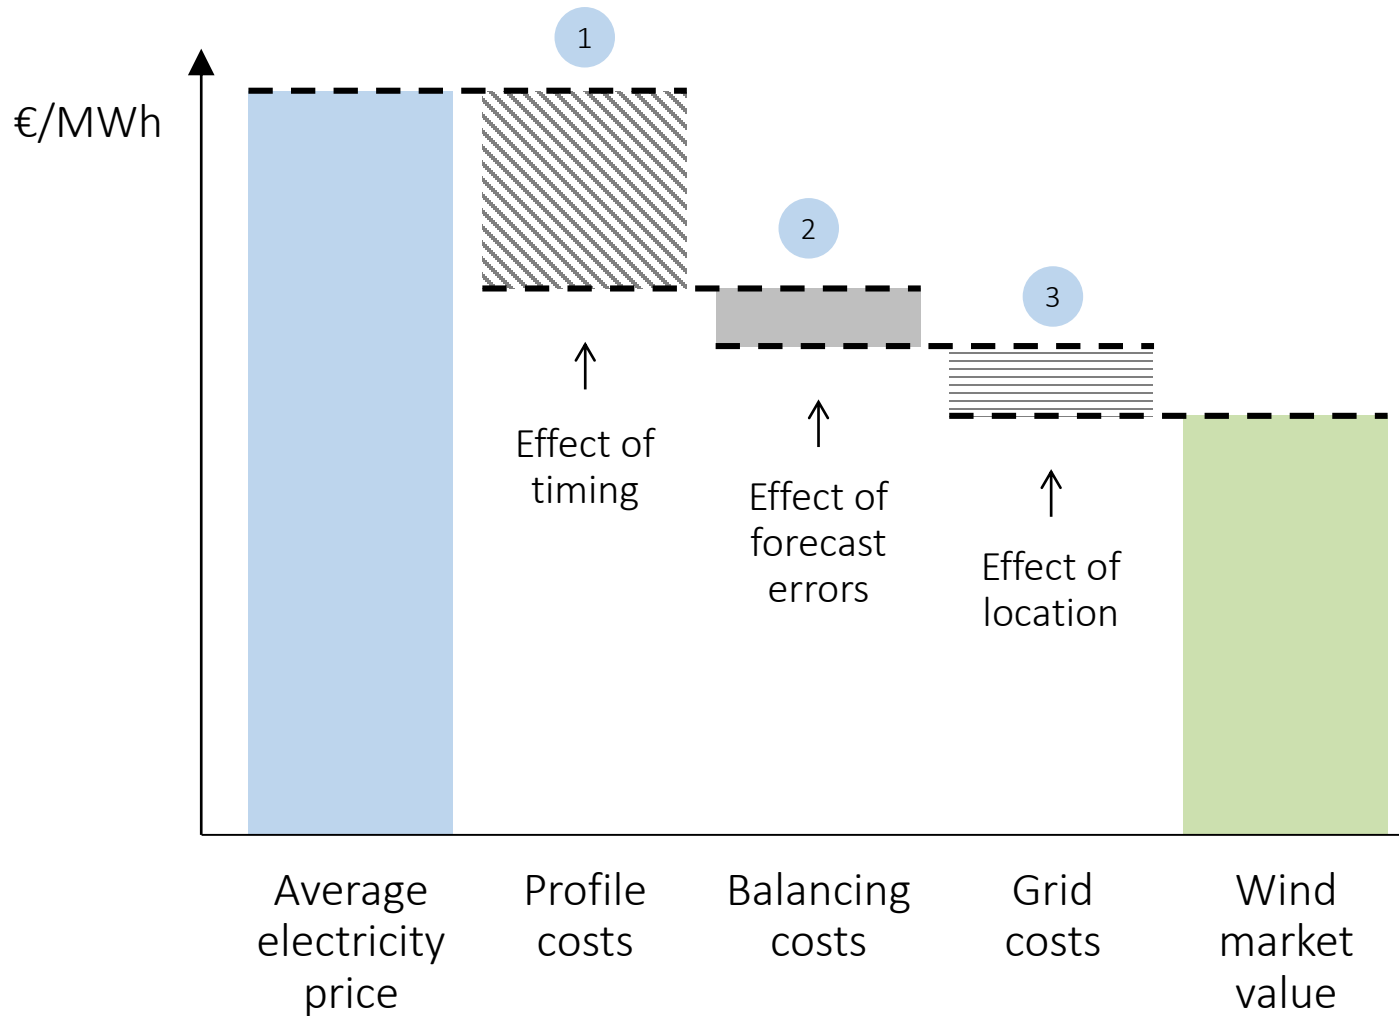 €/MWh
1
2
3
Effect of
timing
Effect of
forecast
errors
Effect of
location
Average
electricity
price
Profile
costs
Balancing
costs
Grid
costs
Wind
market
value